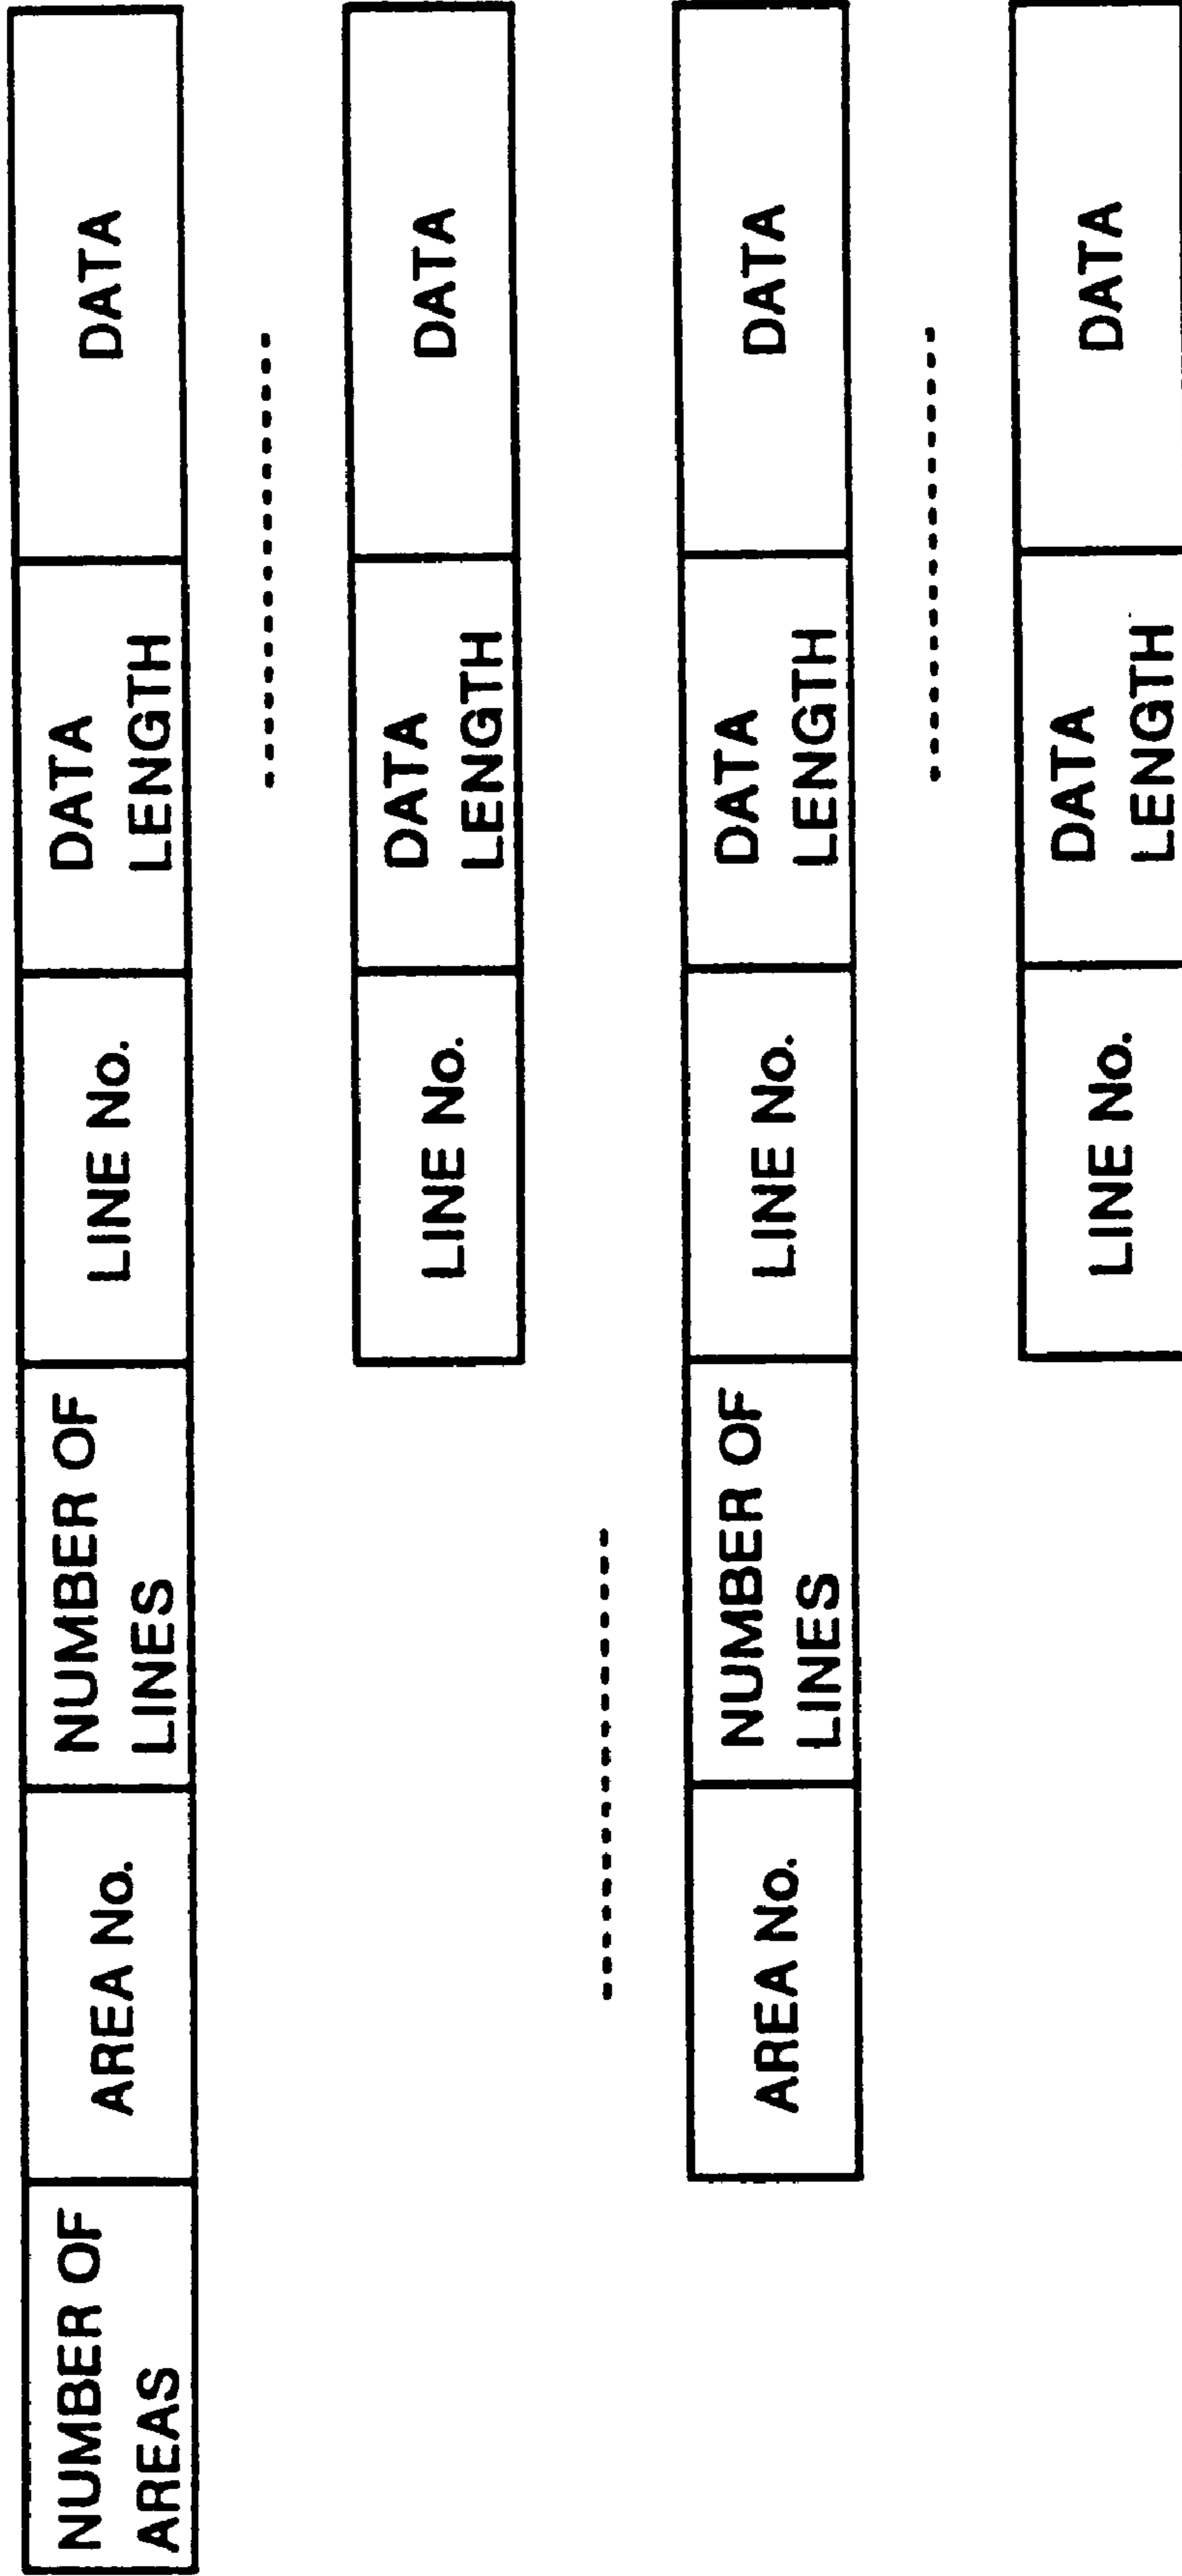 NUMBER OF
AREAS
AREA No.
NUMBER OF
LINES
LINE No.
DATA
LENGTH
DATA
LINE No.
DATA
LENGTH
DATA
AREA No.
NUMBER OF
LINES
LINE No.
DATA
LENGTH
DATA
LINE No.
DATA
LENGTH
DATA